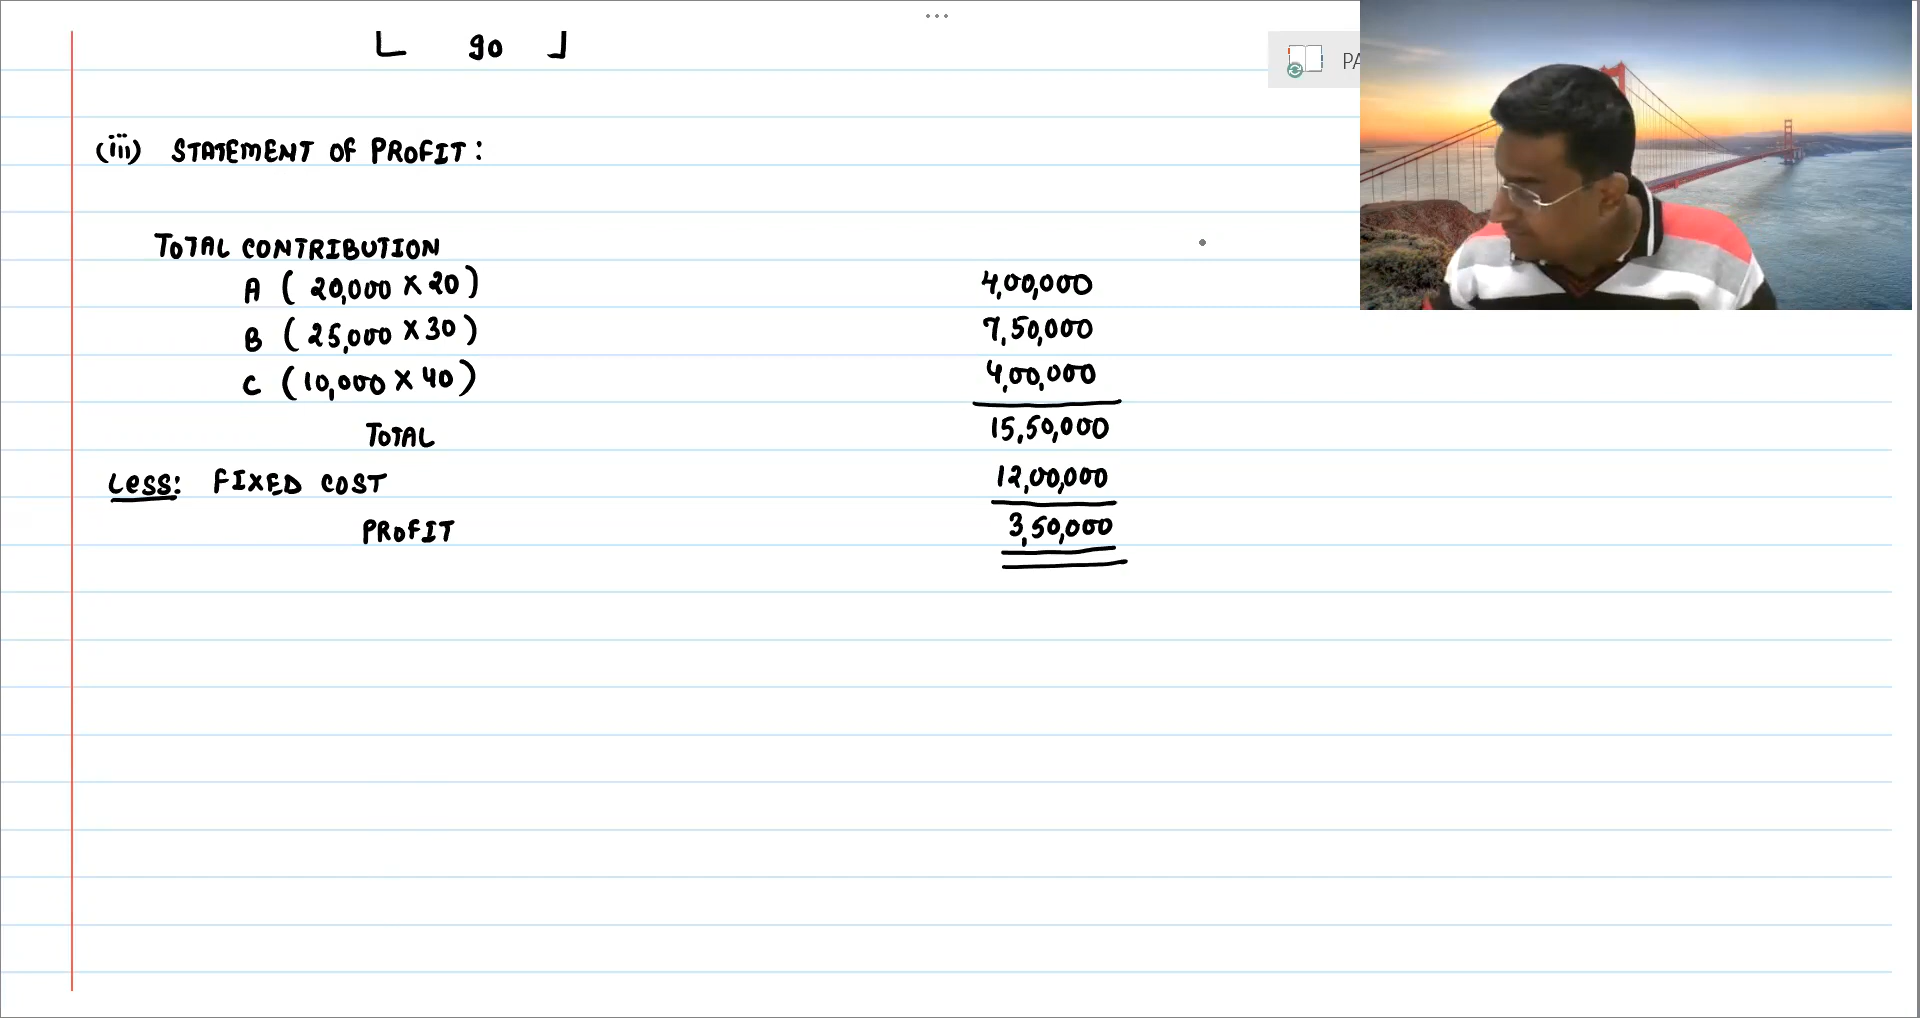 [ 90 ]
PA
(iii) STATEMENT OF PROFIT:
TOTAL CONTRIBUTION
A ( 20,000 X 20 ) 4,00,000
B ( 25,000 X 30 ) 7,50,000
C ( 10,000 X 40 ) 4,00,000
TOTAL 15,50,000
Less: FIXED COST 12,00,000
PROFIT 3,50,000